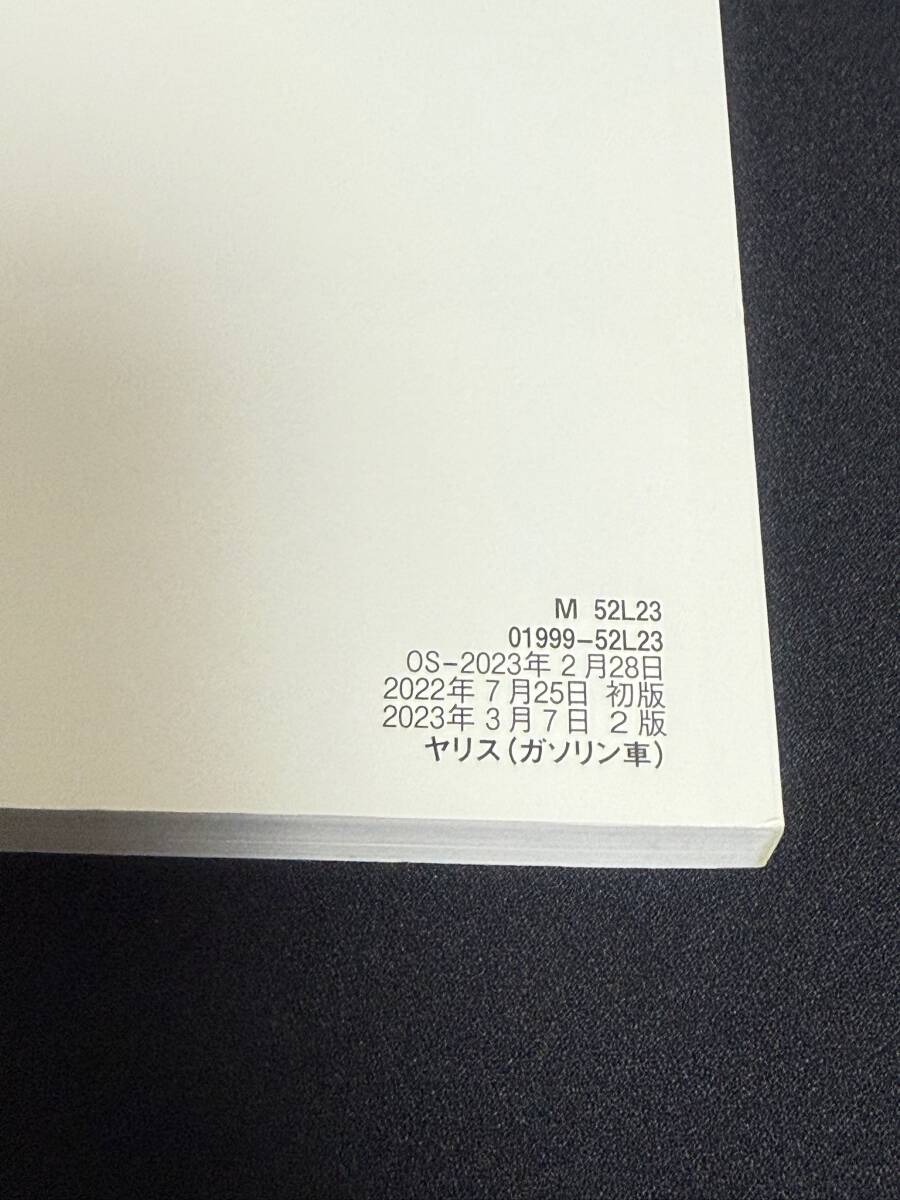 M 52L23
01999-52L23
OS-2023年2月28日
2022年7月25日 初版
2023年3月7日 2版
ヤリス(ガソリン車)